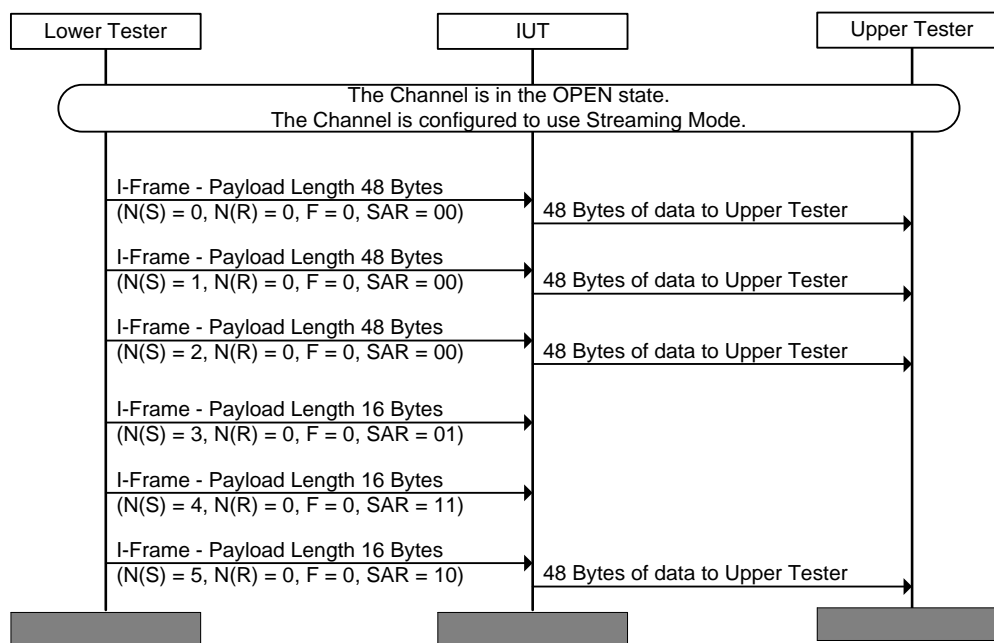 Lower Tester
IUT
Upper Tester
The Channel is in the OPEN state.
The Channel is configured to use Streaming Mode.
I-Frame - Payload Length 48 Bytes
(N(S) = 0, N(R) = 0, F = 0, SAR = 00)
48 Bytes of data to Upper Tester
I-Frame - Payload Length 48 Bytes
(N(S) = 1, N(R) = 0, F = 0, SAR = 00)
48 Bytes of data to Upper Tester
I-Frame - Payload Length 48 Bytes
(N(S) = 2, N(R) = 0, F = 0, SAR = 00)
48 Bytes of data to Upper Tester
I-Frame - Payload Length 16 Bytes
(N(S) = 3, N(R) = 0, F = 0, SAR = 01)
I-Frame - Payload Length 16 Bytes
(N(S) = 4, N(R) = 0, F = 0, SAR = 11)
I-Frame - Payload Length 16 Bytes
(N(S) = 5, N(R) = 0, F = 0, SAR = 10)
48 Bytes of data to Upper Tester